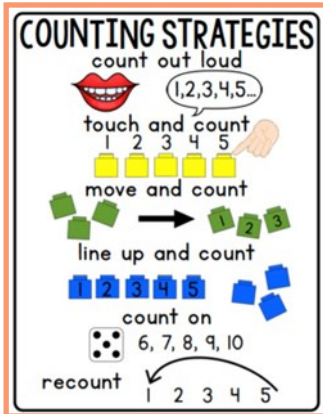 COUNTING STRATEGIES
count out loud
1,2,3,4,5...
touch and count
1 2 3 4 5
move and count
1 2 3
line up and count
1 2 3 4 5
count on
6, 7, 8, 9, 10
recount 1 2 3 4 5